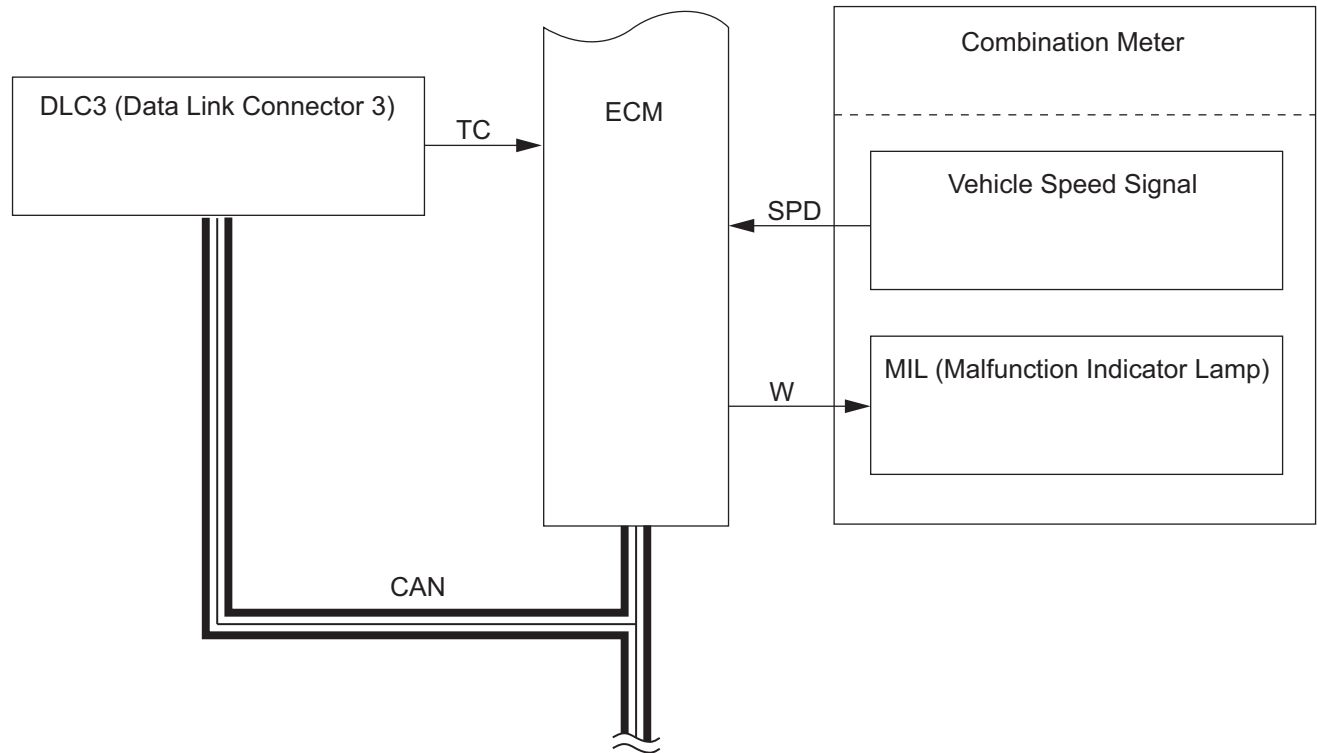 DLC3 (Data Link Connector 3)
TC
ECM
Combination Meter
Vehicle Speed Signal
SPD
MIL (Malfunction Indicator Lamp)
W
CAN